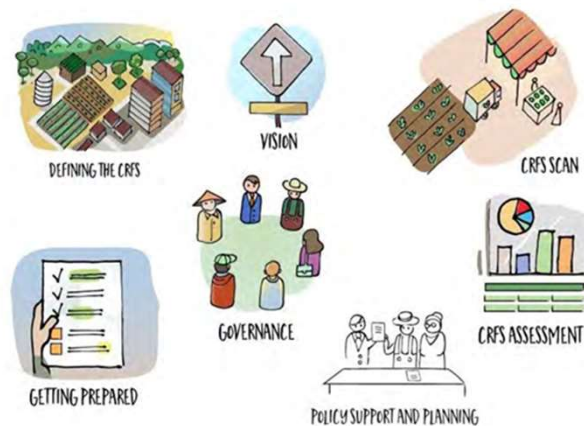 DEFINING THE CRFS
VISION
CRFS SCAN
GOVERNANCE
CRFS ASSESSMENT
GETTING PREPARED
POLICY SUPPORT AND PLANNING